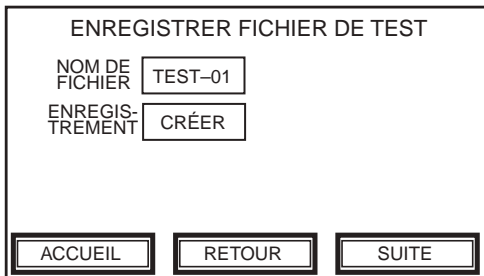 ENREGISTRER FICHIER DE TEST
NOM DE
FICHIER
TEST–01
ENREGIS-
TREMENT
CRÉER
ACCUEIL
RETOUR
SUITE